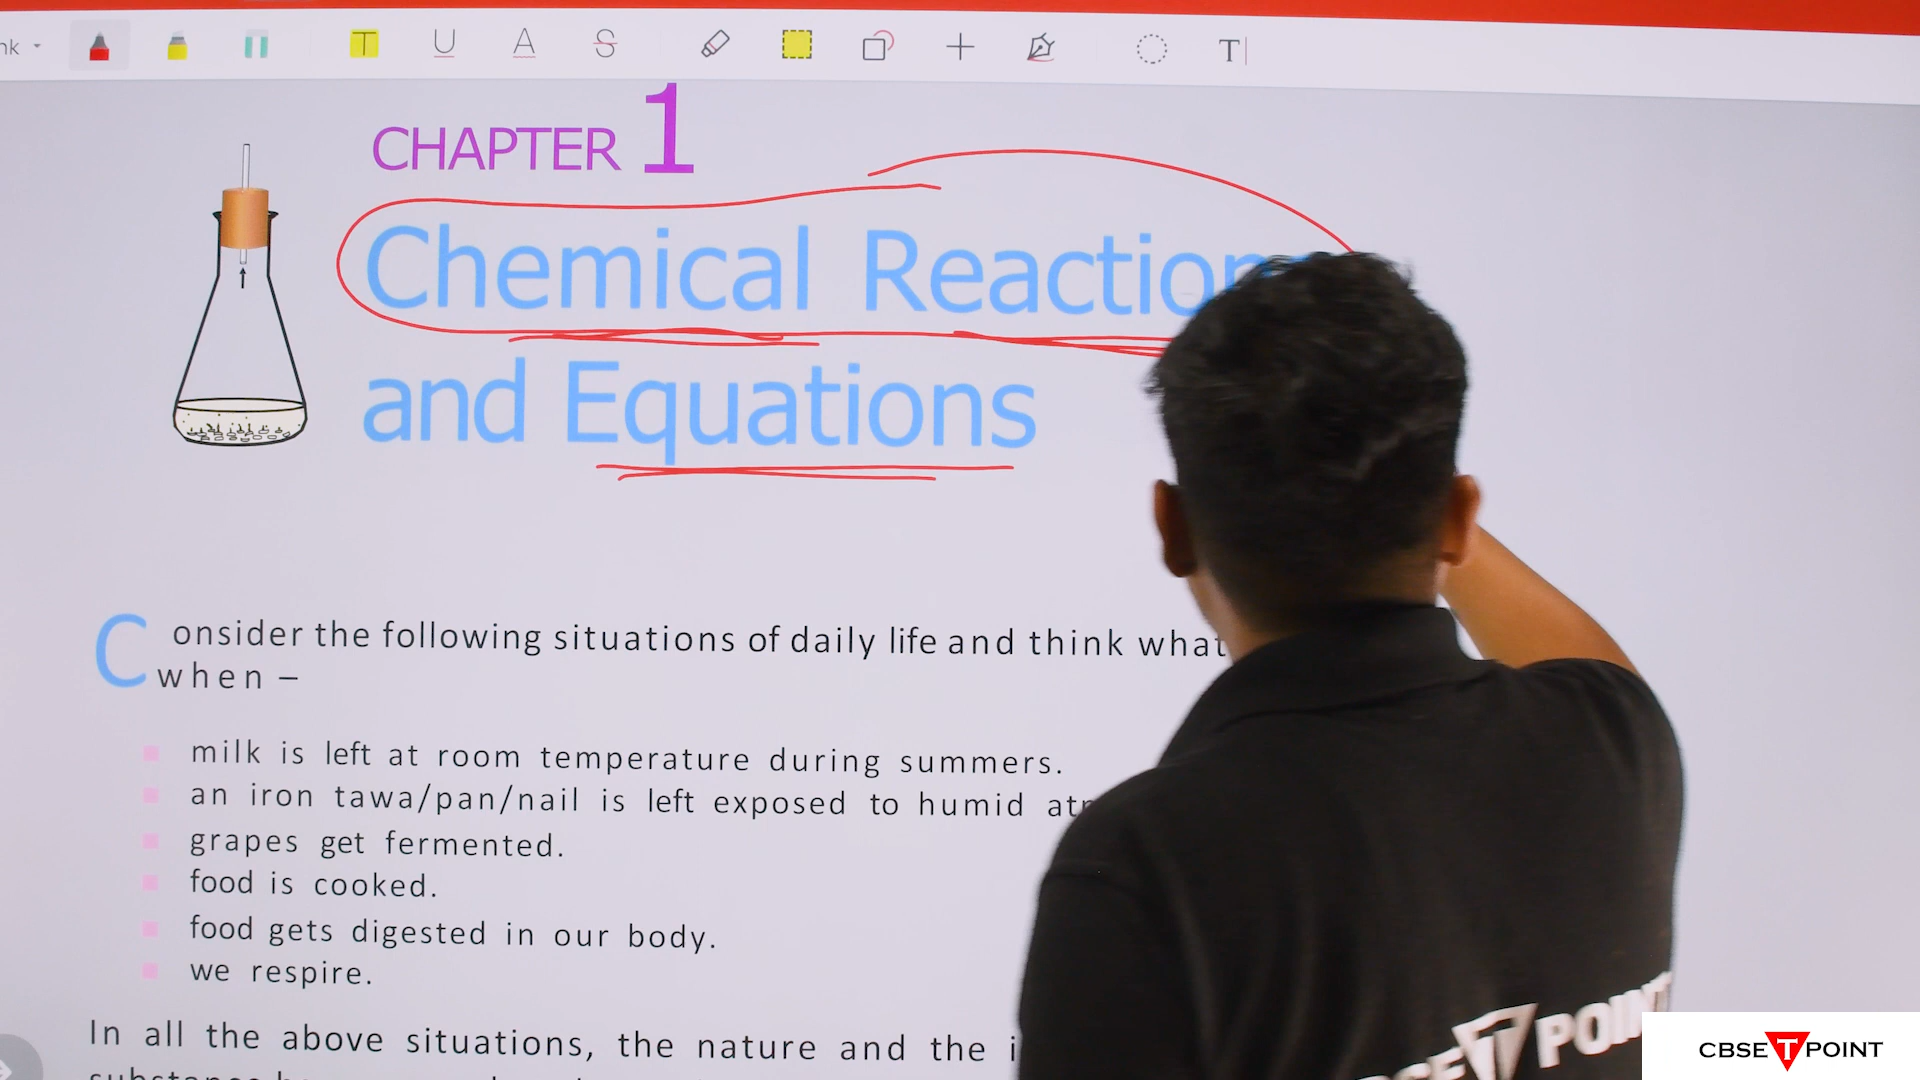 CHAPTER 1
Chemical Reaction
and Equations
Consider the following situations of daily life and think what
when –
milk is left at room temperature during summers.
an iron tawa/pan/nail is left exposed to humid
grapes get fermented.
food is cooked.
food gets digested in our body.
we respire.
In all the above situations, the nature and the
POINT
CBSE T POINT